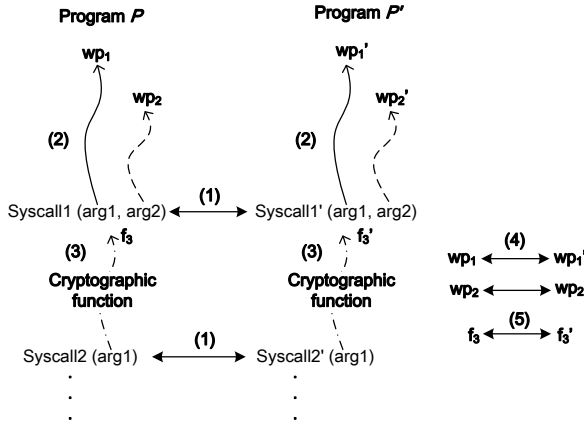 Program P Program P'
wp1 wp1'
wp2 wp2'
(2) (2)
(1)
Syscall1 (arg1, arg2) Syscall1' (arg1, arg2)
f3 f3'
(3) (3)
(4)
wp1 wp1'
Cryptographic function Cryptographic function
wp2 wp2
(5)
f3 f3'
(1)
Syscall2 (arg1) Syscall2' (arg1)